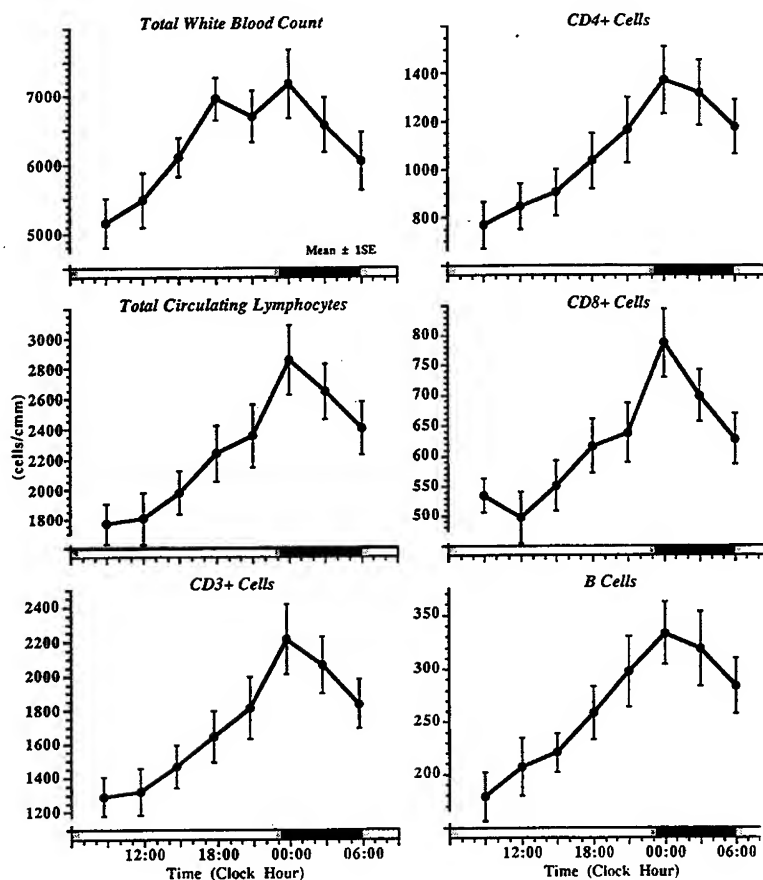 Total White Blood Count
7000
6000
5000
Mean ± 1SE
CD4+ Cells
1400
1200
1000
800
Total Circulating Lymphocytes
3000
2800
2600
2400
2200
2000
1800
(cells/cmm)
CD8+ Cells
800
750
700
650
600
550
500
CD3+ Cells
2400
2200
2000
1800
1600
1400
1200
12:00 18:00 00:00 06:00
Time (Clock Hour)
B Cells
350
300
250
200
12:00 18:00 00:00 06:00
Time (Clock Hour)